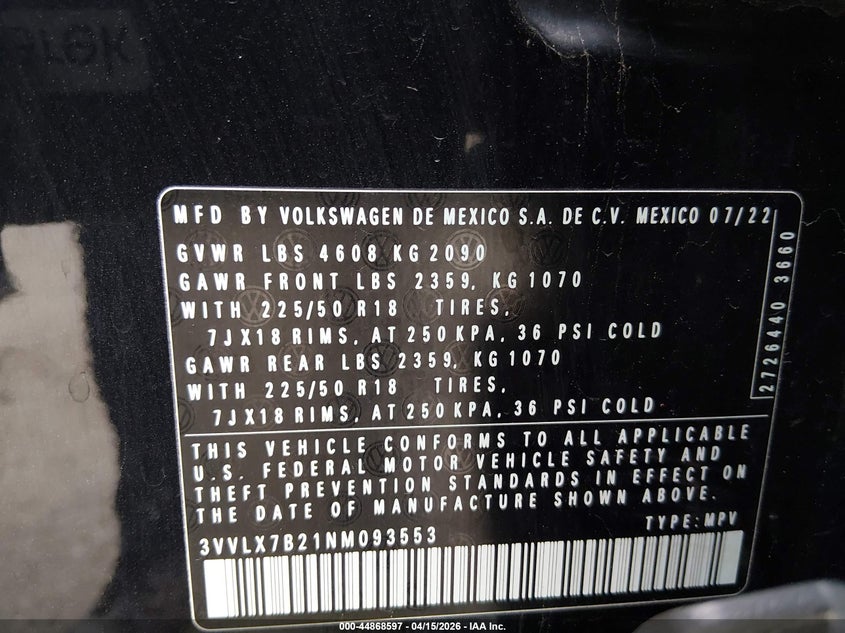 MFD BY VOLKSWAGEN DE MEXICO S.A. DE C.V. MEXICO 07/22
GVWR LBS 4608 KG 2090
GAWR FRONT LBS 2359, KG 1070
WITH 225/50 R18 TIRES,
7JX18 RIMS, AT 250 KPA, 36 PSI COLD
GAWR REAR LBS 2359, KG 1070
WITH 225/50 R18 TIRES,
7JX18 RIMS, AT 250 KPA, 36 PSI COLD
2726440 3660
THIS VEHICLE CONFORMS TO ALL APPLICABLE
U.S. FEDERAL MOTOR VEHICLE SAFETY AND
THEFT PREVENTION STANDARDS IN EFFECT ON
THE DATE OF MANUFACTURE SHOWN ABOVE.
TYPE: MPV
3VVLX7B21NM093553
000-44868597 - 04/15/2026 - IAA Inc.